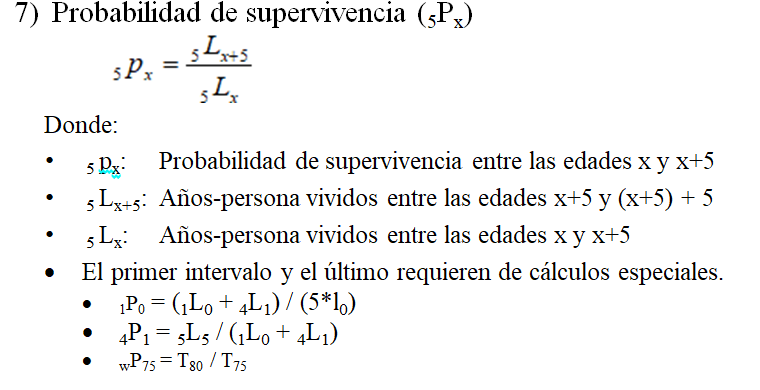 7) Probabilidad de supervivencia (₅Pₓ)
₅pₓ = ₅Lₓ₊₅ / ₅Lₓ
Donde:
• ₅pₓ: Probabilidad de supervivencia entre las edades x y x+5
• ₅Lₓ₊₅: Años-persona vividos entre las edades x+5 y (x+5) + 5
• ₅Lₓ: Años-persona vividos entre las edades x y x+5
• El primer intervalo y el último requieren de cálculos especiales.
• ₁P₀ = (₁L₀ + ₄L₁) / (5*l₀)
• ₄P₁ = ₅L₅ / (₁L₀ + ₄L₁)
• wP₇₅ = T₈₀ / T₇₅